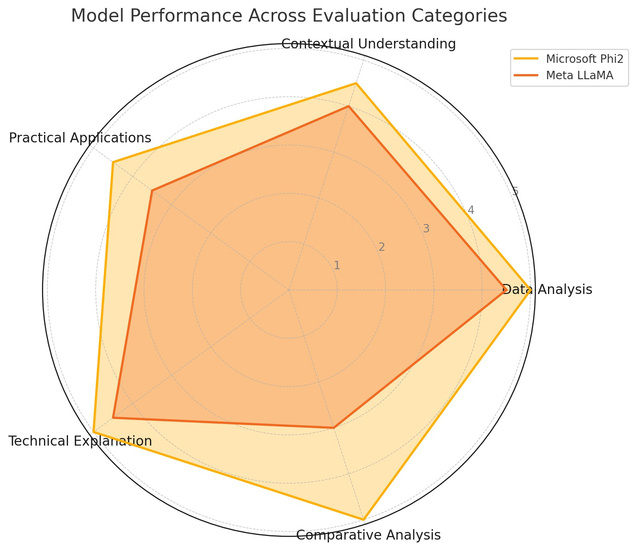 Model Performance Across Evaluation Categories
Contextual Understanding
Microsoft Phi2
Meta LLaMA
Practical Applications
5
4
3
2
1
Data Analysis
Technical Explanation
Comparative Analysis